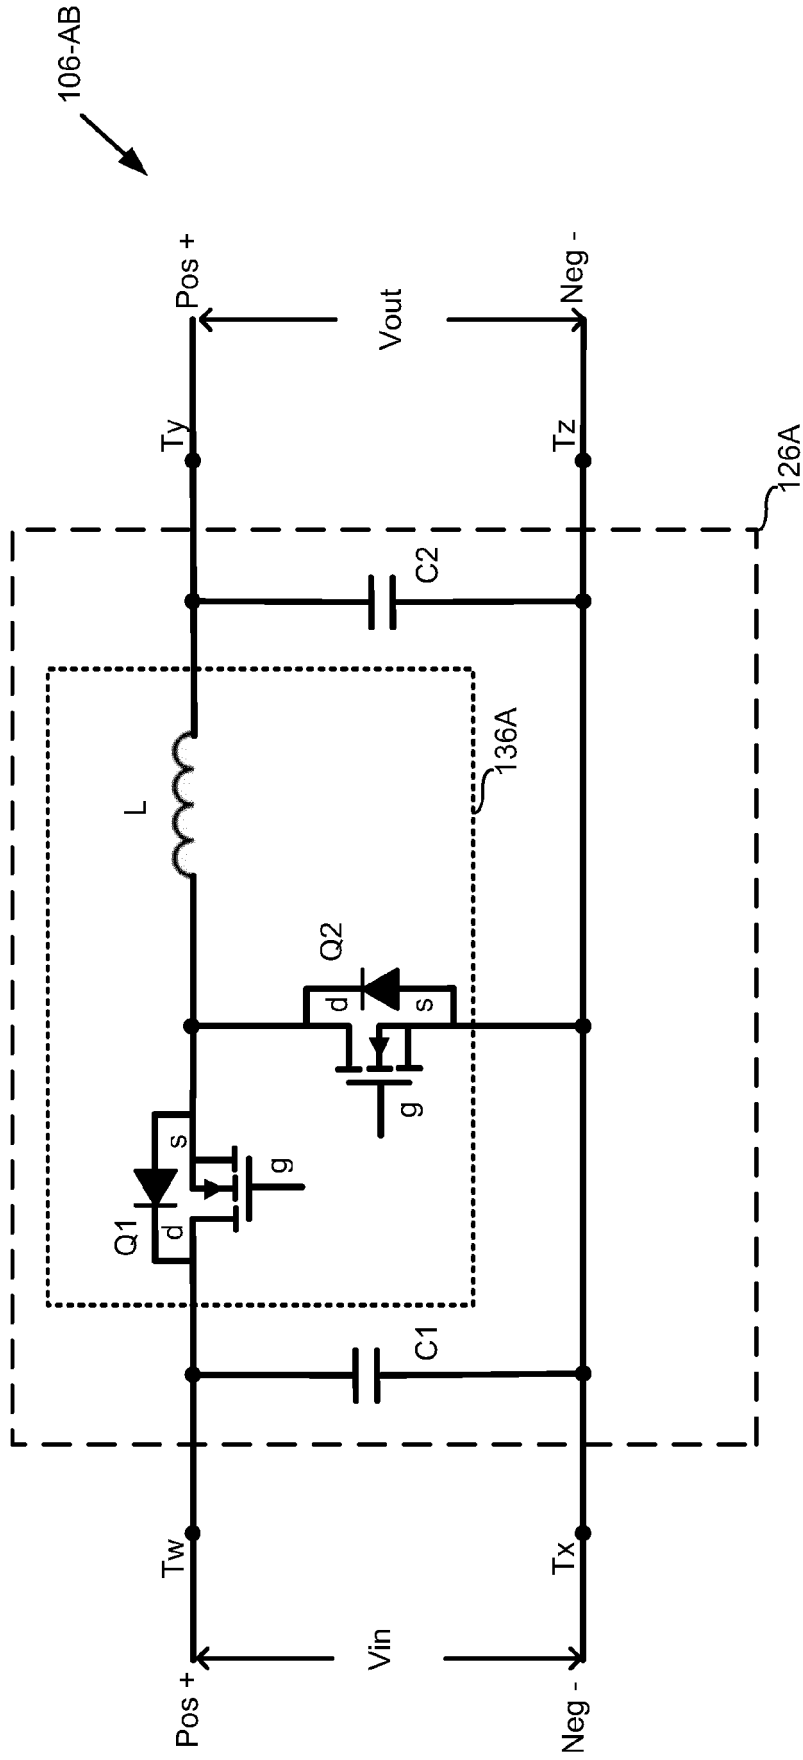 106-AB
Pos +
Tw
Q1
d
s
g
L
Ty
Pos +
Vin
C1
Q2
d
s
g
136A
C2
Vout
Neg -
Tx
Tz
Neg -
126A